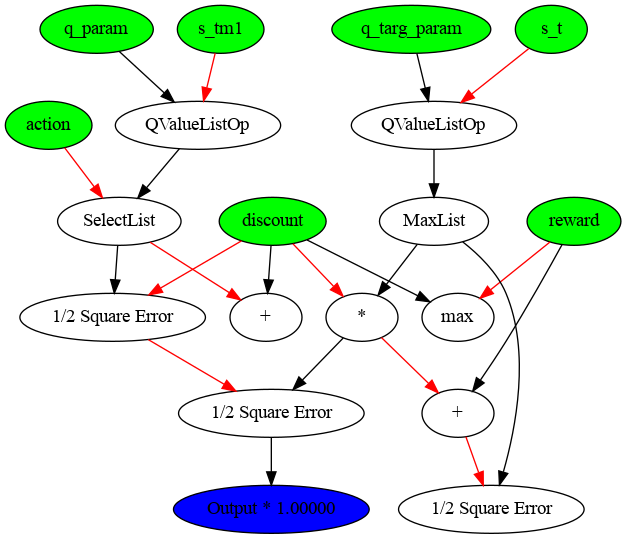 q_param
s_tm1
q_targ_param
s_t
action
QValueListOp
QValueListOp
SelectList
discount
MaxList
reward
1/2 Square Error
+
*
max
1/2 Square Error
+
Output * 1.00000
1/2 Square Error